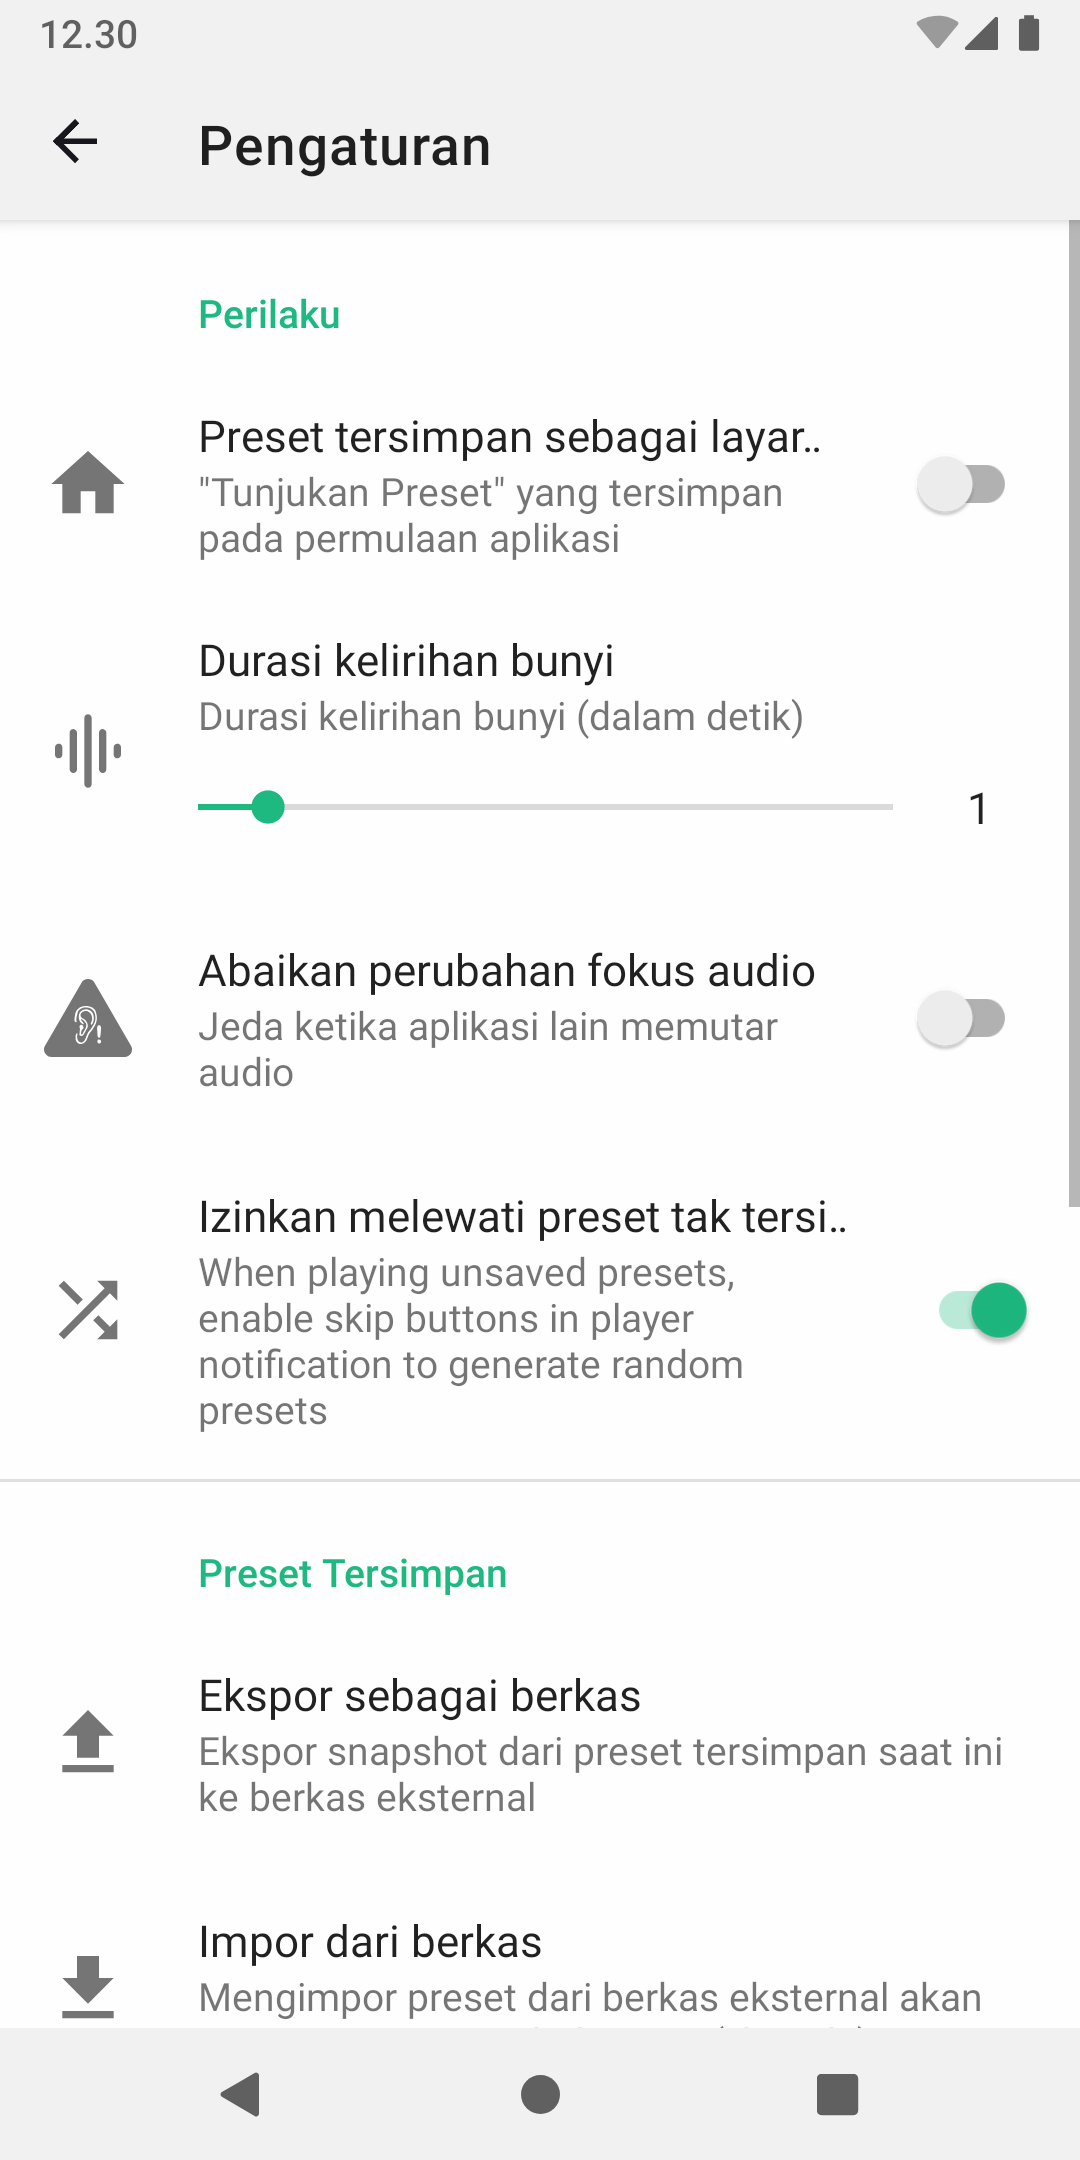 12.30
Pengaturan
Perilaku
Preset tersimpan sebagai layar..
"Tunjukan Preset" yang tersimpan
pada permulaan aplikasi
Durasi kelirihan bunyi
Durasi kelirihan bunyi (dalam detik)
1
Abaikan perubahan fokus audio
Jeda ketika aplikasi lain memutar
audio
Izinkan melewati preset tak tersi..
When playing unsaved presets,
enable skip buttons in player
notification to generate random
presets
Preset Tersimpan
Ekspor sebagai berkas
Ekspor snapshot dari preset tersimpan saat ini
ke berkas eksternal
Impor dari berkas
Mengimpor preset dari berkas eksternal akan